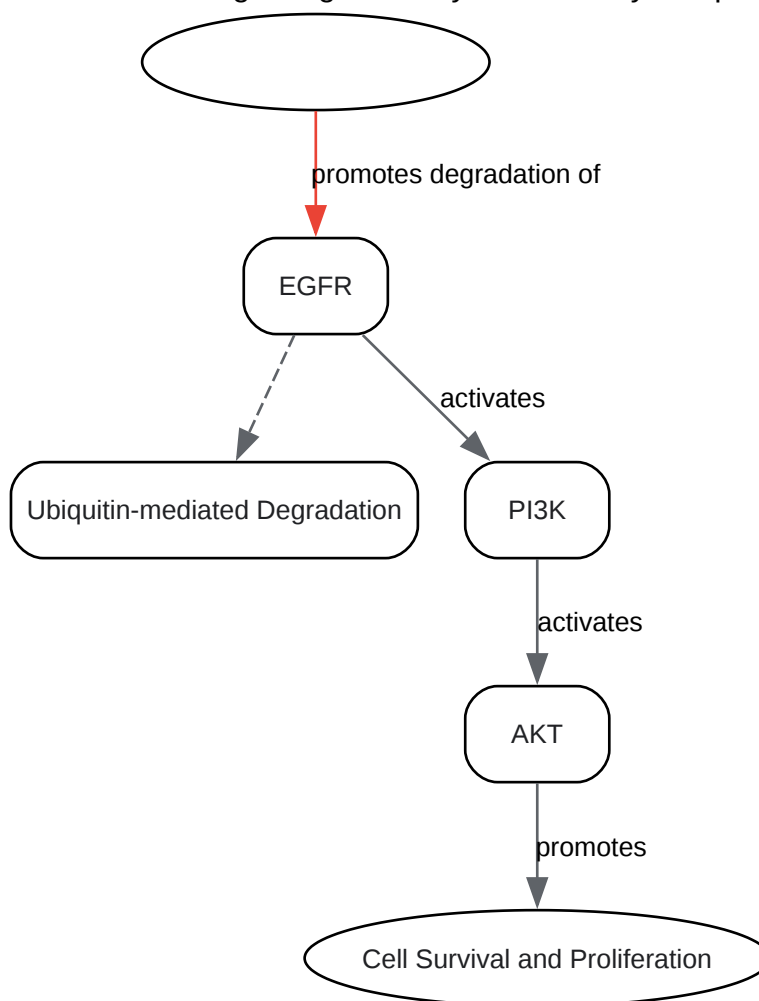 promotes degradation of
EGFR
activates
Ubiquitin-mediated Degradation
PI3K
activates
AKT
promotes
Cell Survival and Proliferation